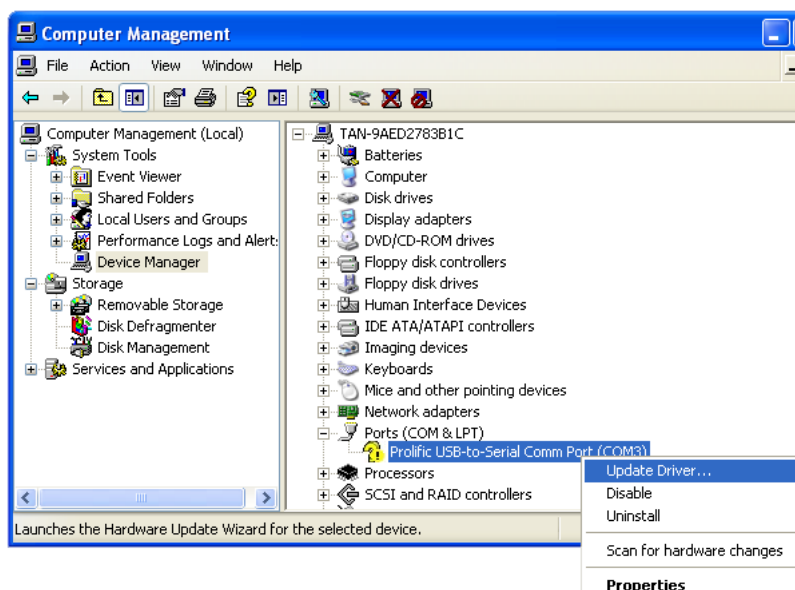 Computer Management
File Action View Window Help
Computer Management (Local)
System Tools
Event Viewer
Shared Folders
Local Users and Groups
Performance Logs and Alert:
Device Manager
Storage
Removable Storage
Disk Defragmenter
Disk Management
Services and Applications
TAN-9AED2783B1C
Batteries
Computer
Disk drives
Display adapters
DVD/CD-ROM drives
Floppy disk controllers
Floppy disk drives
Human Interface Devices
IDE ATA/ATAPI controllers
Imaging devices
Keyboards
Mice and other pointing devices
Network adapters
Ports (COM & LPT)
Prolific USB-to-Serial Comm Port (COM3)
Processors
SCSI and RAID controllers
Update Driver...
Disable
Uninstall
Scan for hardware changes
Properties
Launches the Hardware Update Wizard for the selected device.